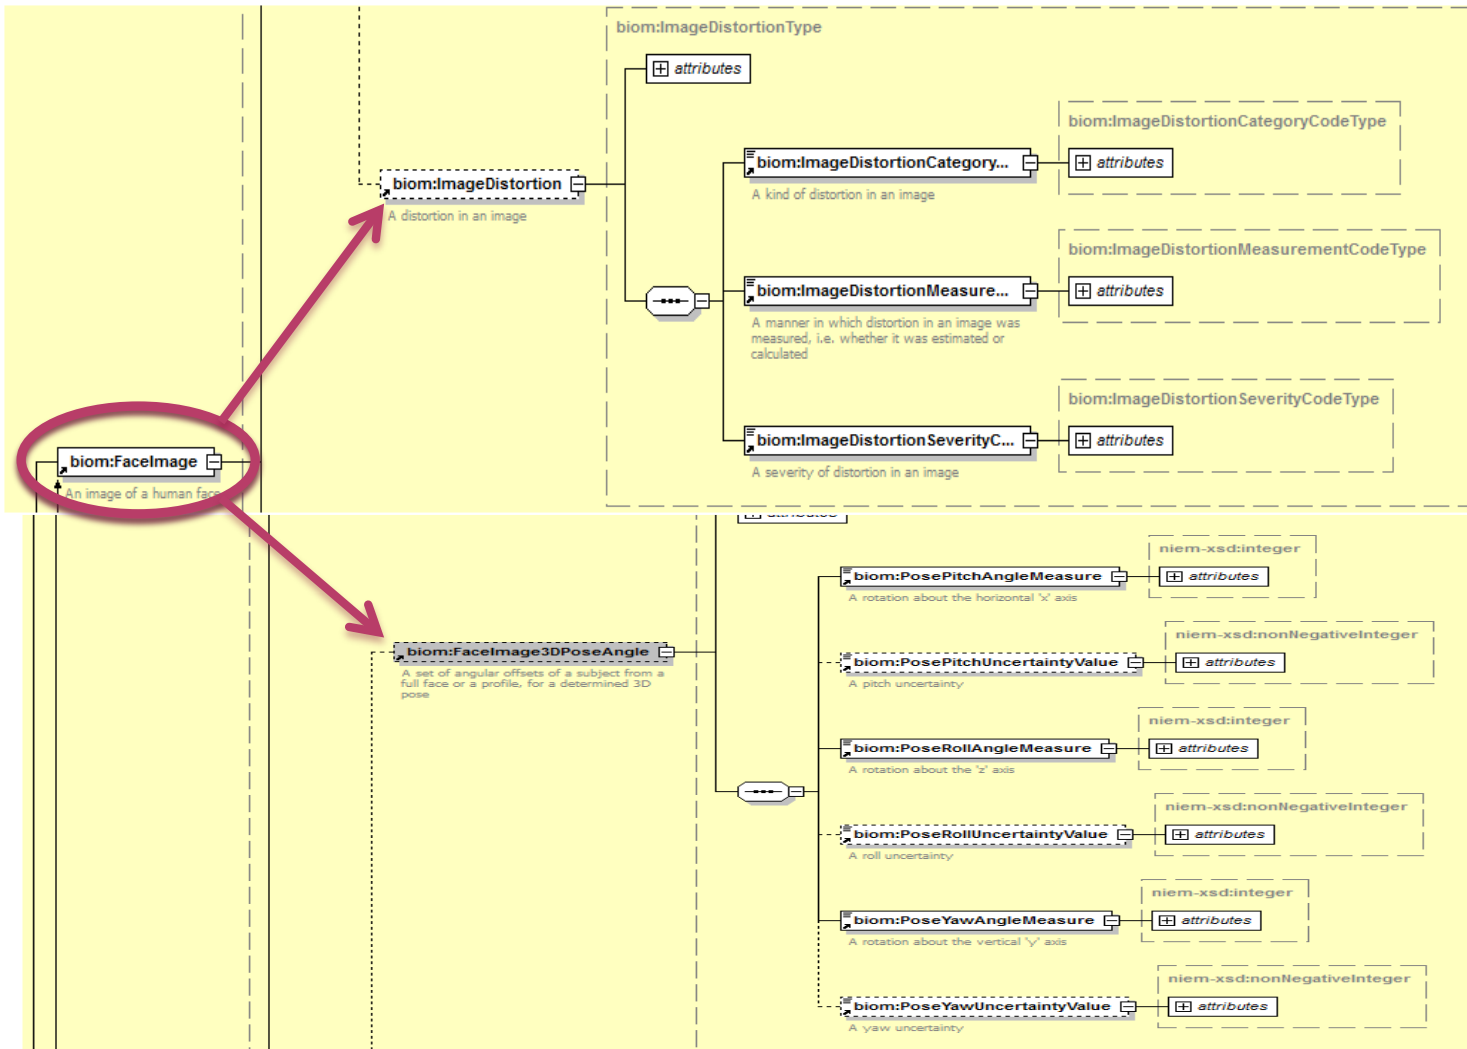 biom:ImageDistortionType
attributes
biom:ImageDistortionCategoryCodeType
biom:ImageDistortionCategory...
attributes
A kind of distortion in an image
biom:ImageDistortion
A distortion in an image
biom:ImageDistortionMeasurementCodeType
biom:ImageDistortionMeasure...
attributes
A manner in which distortion in an image was
measured, i.e. whether it was estimated or
calculated
biom:ImageDistortionSeverityCodeType
biom:ImageDistortionSeverityC...
attributes
A severity of distortion in an image
biom:FaceImage
An image of a human face
attributes
niem-xsd:integer
biom:PosePitchAngleMeasure
attributes
A rotation about the horizontal 'x' axis
niem-xsd:nonNegativeInteger
biom:FaceImage3DPoseAngle
A set of angular offsets of a subject from a
full face or a profile, for a determined 3D
pose
biom:PosePitchUncertaintyValue
attributes
A pitch uncertainty
niem-xsd:integer
biom:PoseRollAngleMeasure
attributes
A rotation about the 'z' axis
niem-xsd:nonNegativeInteger
biom:PoseRollUncertaintyValue
attributes
A roll uncertainty
niem-xsd:integer
biom:PoseYawAngleMeasure
attributes
A rotation about the vertical 'y' axis
niem-xsd:nonNegativeInteger
biom:PoseYawUncertaintyValue
attributes
A yaw uncertainty